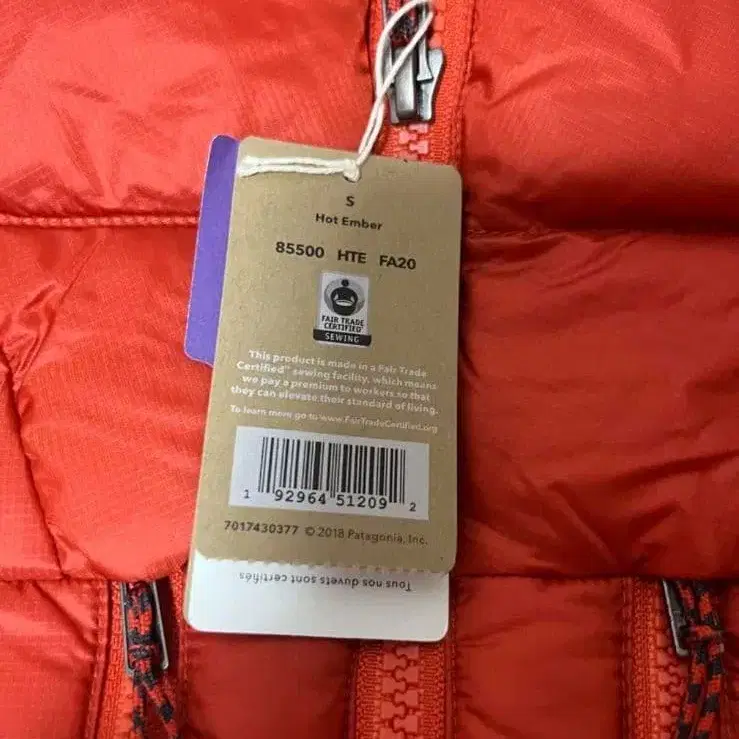 S
Hot Ember
85500 HTE FA20
FAIR TRADE
CERTIFIED
SEWING
This product is made in a Fair Trade
Certified™ sewing facility, which means
we pay a premium to workers so that
they can elevate their standard of living.
To learn more go to www.FairTradeCertified.org
1 92964 51209 2
7017430377 © 2018 Patagonia, Inc.
Tous nos duvets sont certifiés